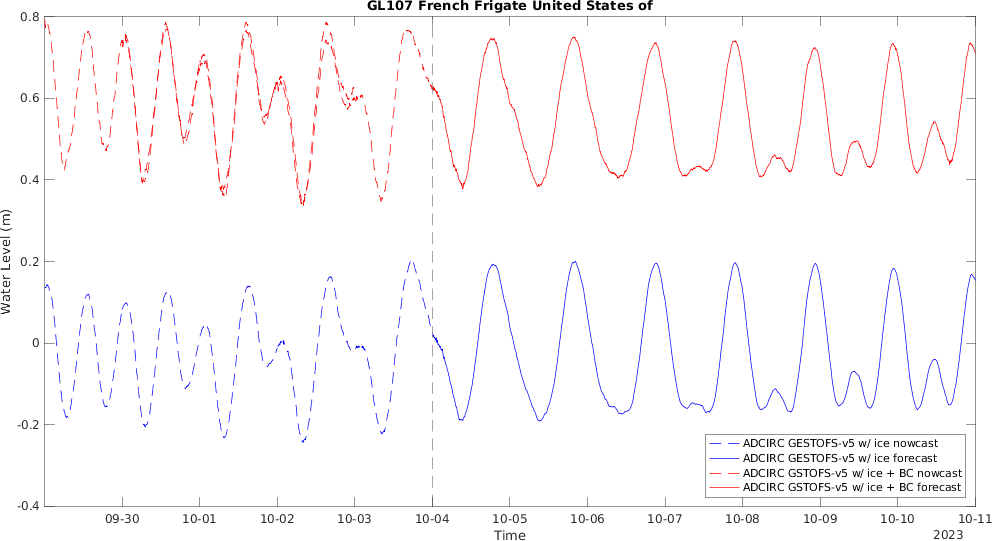 GL107 French Frigate United States of
Water Level (m)
0.8
0.6
0.4
0.2
0
-0.2
-0.4
ADCIRC GESTOFS-v5 w/ ice nowcast
ADCIRC GESTOFS-v5 w/ ice forecast
ADCIRC GSTOFS-v5 w/ ice + BC nowcast
ADCIRC GSTOFS-v5 w/ ice + BC forecast
09-30 10-01 10-02 10-03 10-04 10-05 10-06 10-07 10-08 10-09 10-10 10-11
Time
2023